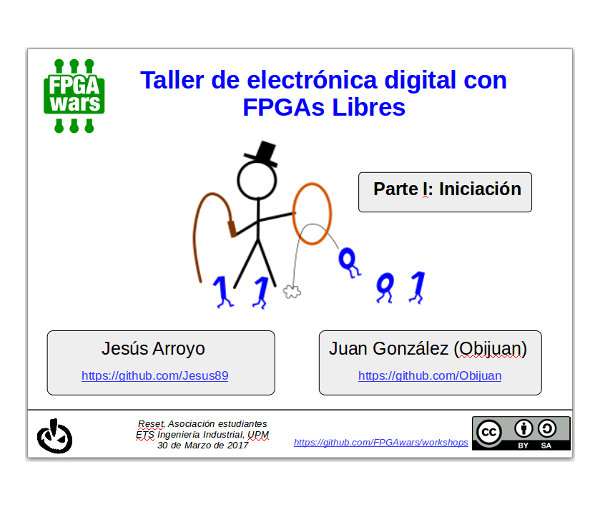 FPGA
wars
Taller de electrónica digital con
FPGAs Libres
Parte I: Iniciación
1 1 0 0 1
Jesús Arroyo
https://github.com/Jesus89
Juan González (Obijuan)
https://github.com/Obijuan
Reset, Asociación estudiantes
ETS Ingeniería Industrial, UPM
30 de Marzo de 2017
https://github.com/FPGAwars/workshops
cc
BY SA